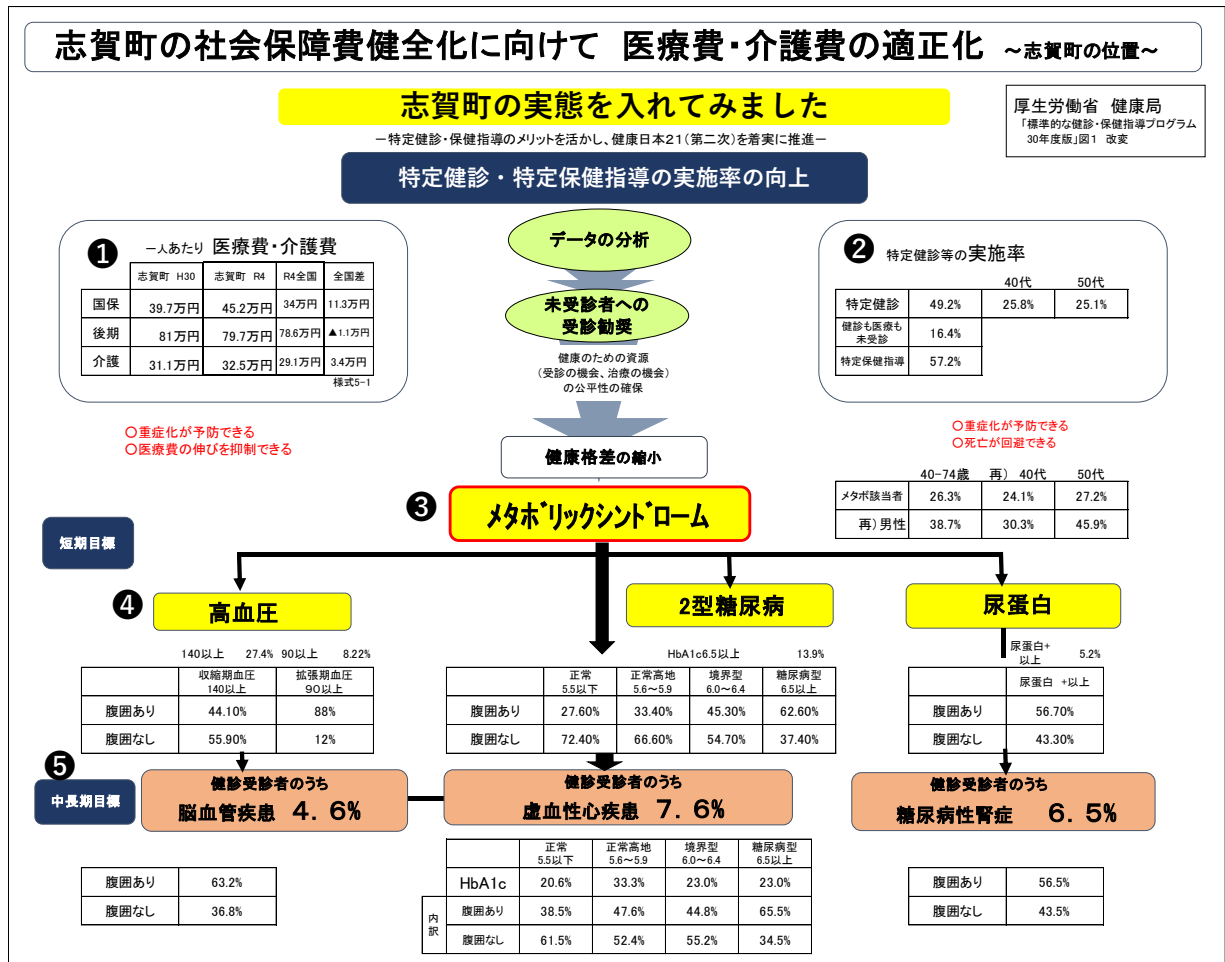 志賀町の社会保障費健全化に向けて 医療費・介護費の適正化 ~志賀町の位置~
志賀町の実態を入れてみました
厚生労働省 健康局
「標準的な健診・保健指導プログラム
30年度版」図1 改変
-特定健診・保健指導のメリットを活かし、健康日本21(第二次)を着実に推進-
特定健診・特定保健指導の実施率の向上
❶ 一人あたり 医療費・介護費
志賀町 H30 志賀町 R4 R4全国 全国差
国保 39.7万円 45.2万円 34万円 11.3万円
後期 81万円 79.7万円 78.6万円 ▲1.1万円
介護 31.1万円 32.5万円 29.1万円 3.4万円
様式5-1
○重症化が予防できる
○医療費の伸びを抑制できる
データの分析
未受診者への
受診勧奨
健康のための資源
(受診の機会、治療の機会)
の公平性の確保
健康格差の縮小
❷ 特定健診等の実施率
40代 50代
特定健診 49.2% 25.8% 25.1%
健診も医療も
未受診 16.4%
特定保健指導 57.2%
○重症化が予防できる
○死亡が回避できる
40-74歳 再) 40代 50代
メタボ該当者 26.3% 24.1% 27.2%
再)男性 38.7% 30.3% 45.9%
❸ メタボリックシンドローム
短期目標
❹ 高血圧
2型糖尿病
尿蛋白
140以上 27.4% 90以上 8.22%
収縮期血圧
140以上
拡張期血圧
90以上
腹囲あり 44.10% 88%
腹囲なし 55.90% 12%
HbA1c6.5以上 13.9%
正常
5.5以下
正常高地
5.6~5.9
境界型
6.0~6.4
糖尿病型
6.5以上
腹囲あり 27.60% 33.40% 45.30% 62.60%
腹囲なし 72.40% 66.60% 54.70% 37.40%
尿蛋白+
以上 5.2%
尿蛋白 +以上
腹囲あり 56.70%
腹囲なし 43.30%
❺
中長期目標
健診受診者のうち
脳血管疾患 4.6%
健診受診者のうち
虚血性心疾患 7.6%
健診受診者のうち
糖尿病性腎症 6.5%
腹囲あり 63.2%
腹囲なし 36.8%
正常
5.5以下
正常高地
5.6~5.9
境界型
6.0~6.4
糖尿病型
6.5以上
HbA1c 20.6% 33.3% 23.0% 23.0%
内訳
腹囲あり 38.5% 47.6% 44.8% 65.5%
腹囲なし 61.5% 52.4% 55.2% 34.5%
腹囲あり 56.5%
腹囲なし 43.5%